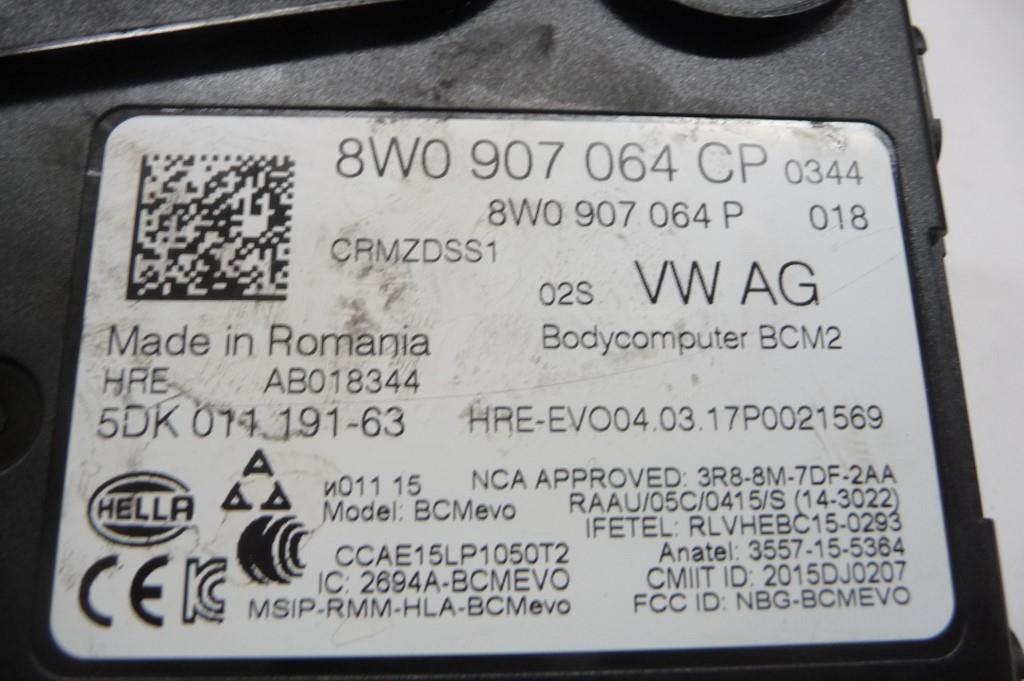 8W0 907 064 CP 0344
8W0 907 064 P 018
CRMZDSS1
02S VW AG
Made in Romania Bodycomputer BCM2
HRE AB018344
5DK 011 191-63 HRE-EVO04.03.17P0021569
HELLA
и011 15 NCA APPROVED: 3R8-8M-7DF-2AA
Model: BCMevo RAAU/05C/0415/S (14-3022)
IFETEL: RLVHEBC15-0293
CCAE15LP1050T2 Anatel: 3557-15-5364
IC: 2694A-BCMEVO CMIIT ID: 2015DJ0207
MSIP-RMM-HLA-BCMevo FCC ID: NBG-BCMEVO
CE KC